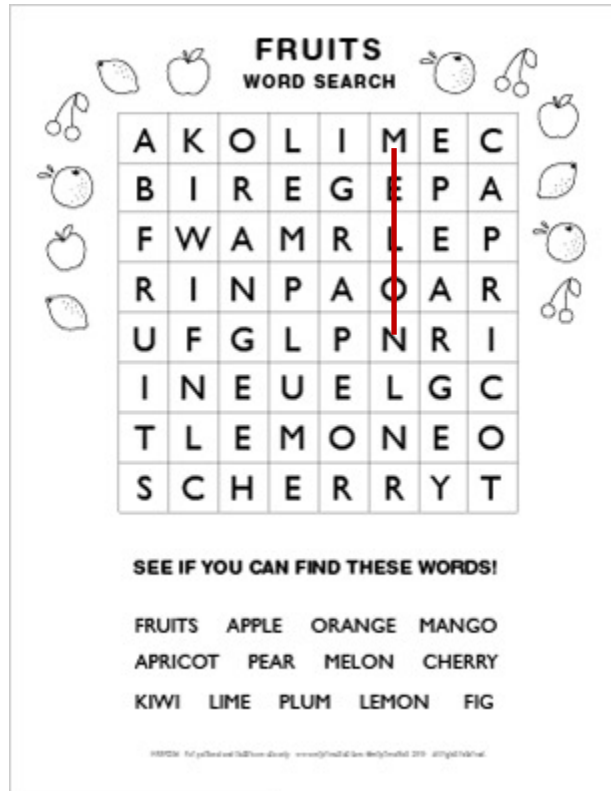 FRUITS
WORD SEARCH
A K O L I M E C
B I R E G E P A
F W A M R L E P
R I N P A O A R
U F G L P N R I
I N E U E L G C
T L E M O N E O
S C H E R R Y T
SEE IF YOU CAN FIND THESE WORDS!
FRUITS APPLE ORANGE MANGO
APRICOT PEAR MELON CHERRY
KIWI LIME PLUM LEMON FIG